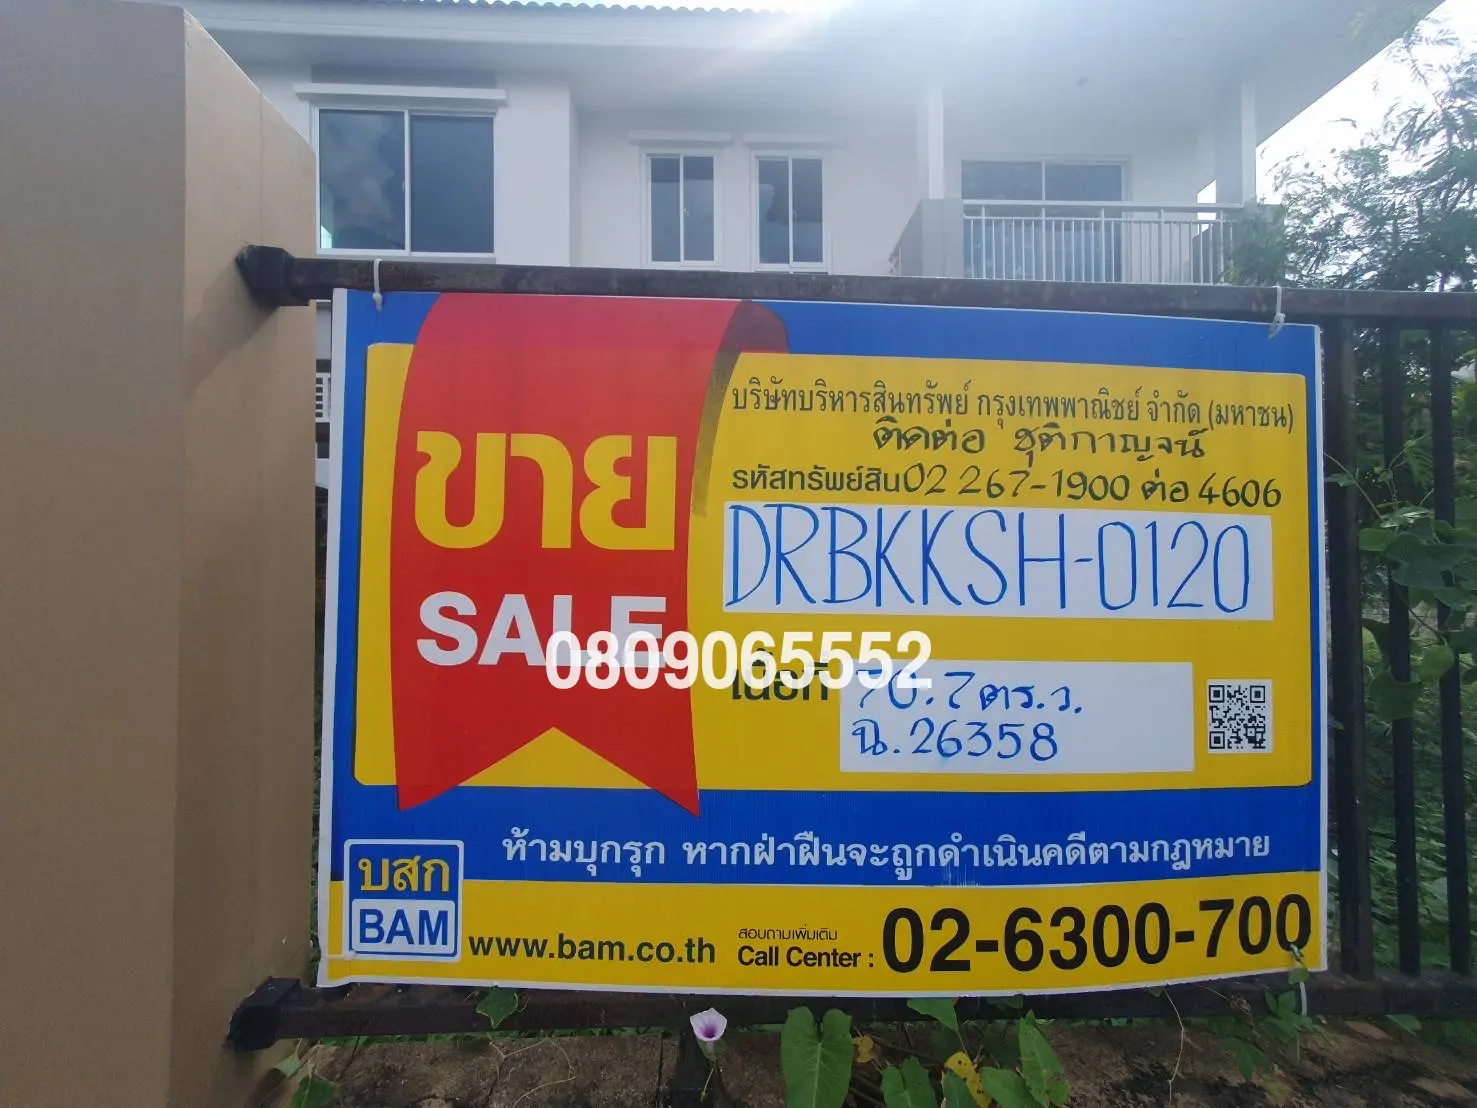 บริษัทบริหารสินทรัพย์ กรุงเทพพาณิชย์ จำกัด (มหาชน)
ติดต่อ ชุติกาญจน์
รหัสทรัพย์สิน 02 267-1900 ต่อ 4606
ขาย
SALE
DRBKKSH-0120
0809065552
เนื้อที่ 70.7 ตร.ว.
ฉ.26358
ห้ามบุกรุก หากฝ่าฝืนจะถูกดำเนินคดีตามกฎหมาย
บสก
BAM
www.bam.co.th
สอบถามเพิ่มเติม
Call Center : 02-6300-700